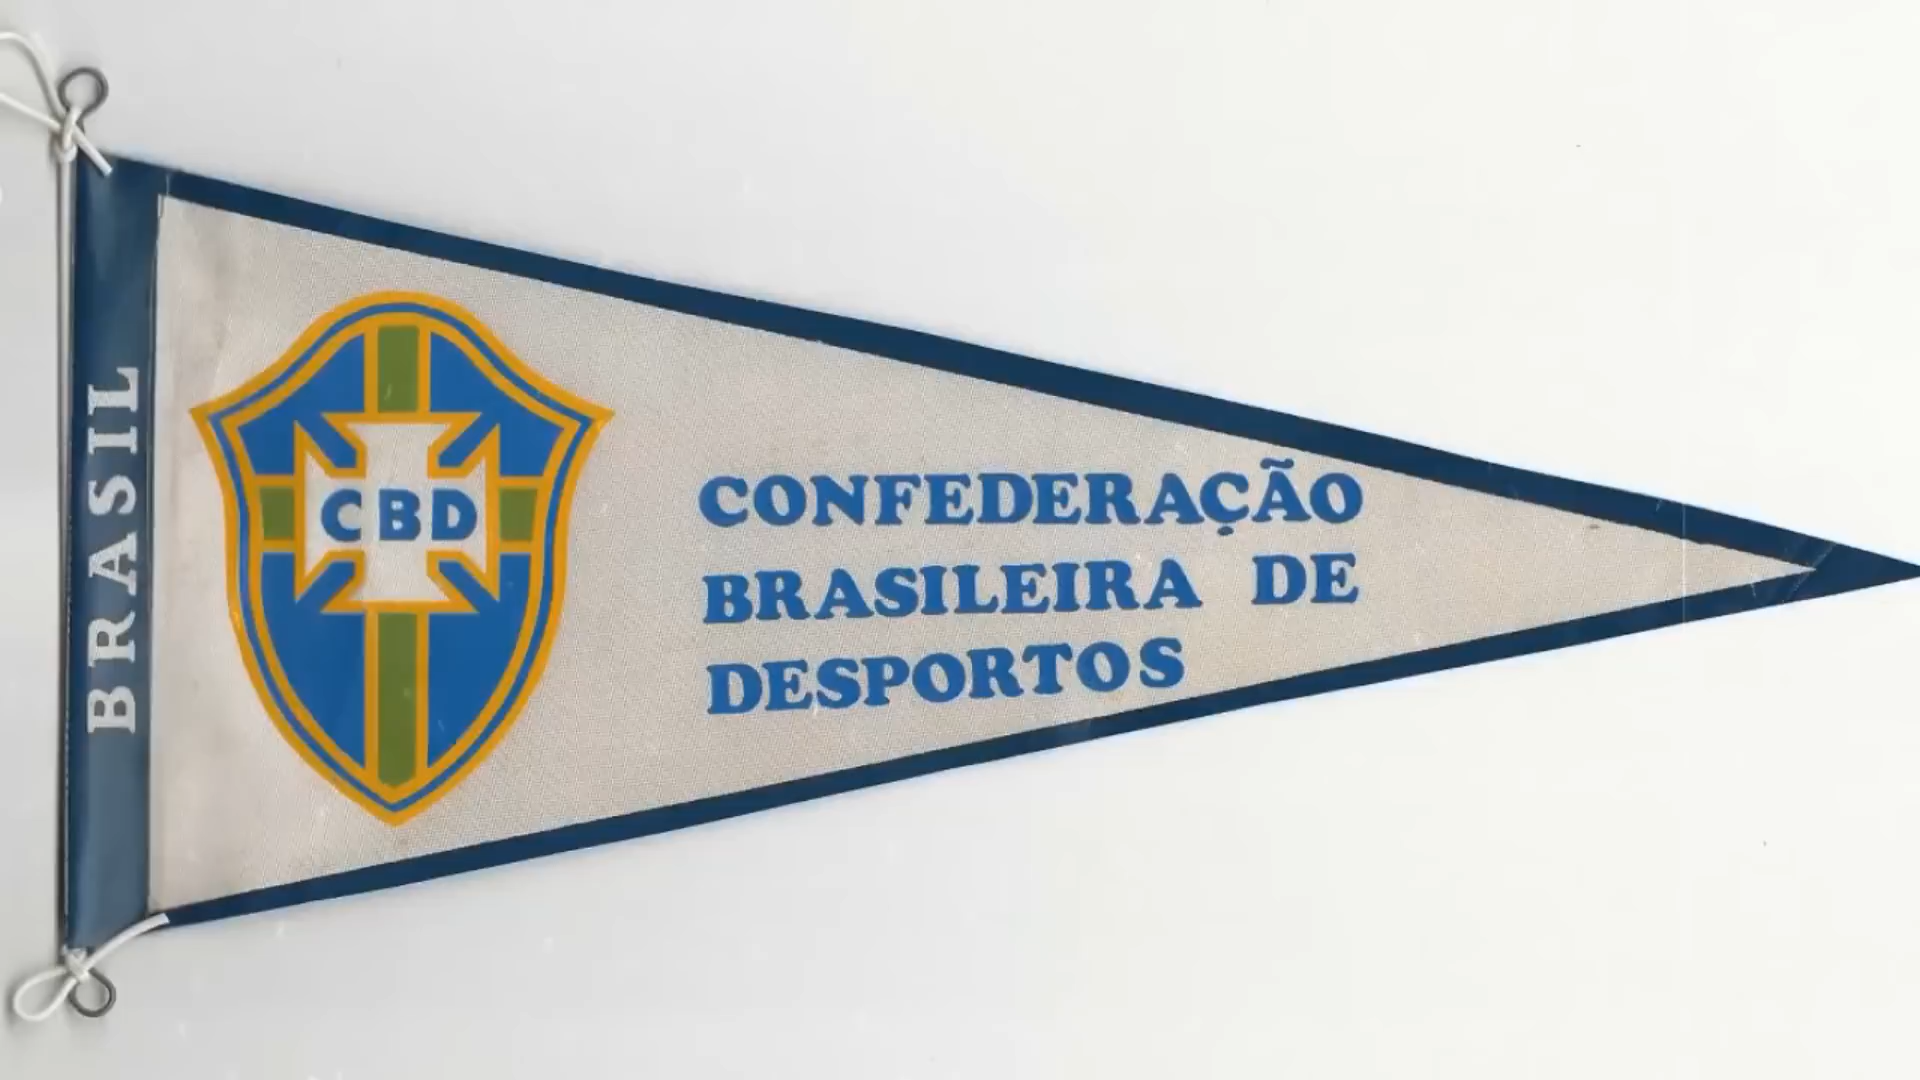 BRASIL
CBD
CONFEDERAÇÃO
BRASILEIRA DE
DESPORTOS